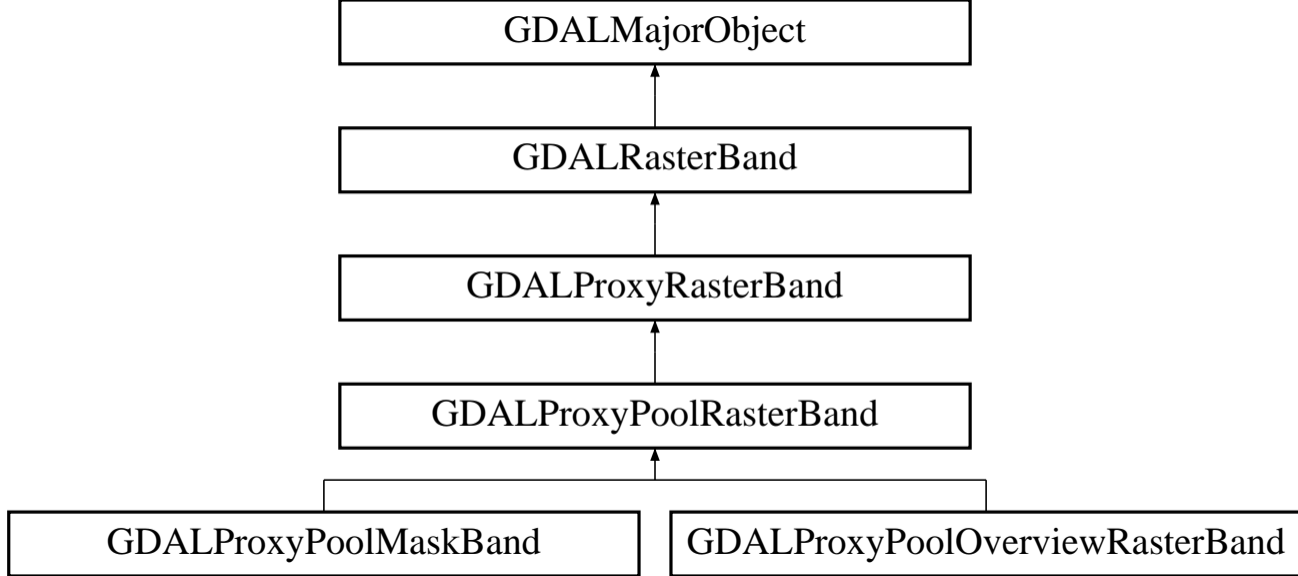 GDALMajorObject
GDALRasterBand
GDALProxyRasterBand
GDALProxyPoolRasterBand
GDALProxyPoolMaskBand
GDALProxyPoolOverviewRasterBand